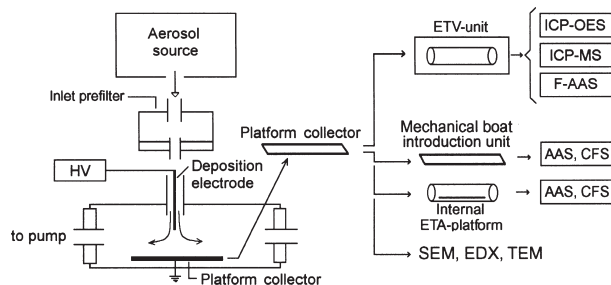 Aerosol
source
Inlet prefilter
HV
Deposition
electrode
to pump
Platform collector
Platform collector
ETV-unit
ICP-OES
ICP-MS
F-AAS
Mechanical boat
introduction unit
AAS, CFS
Internal
ETA-platform
AAS, CFS
SEM, EDX, TEM